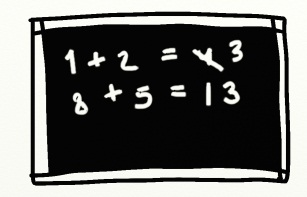 1 + 2 = 3
8 + 5 = 13